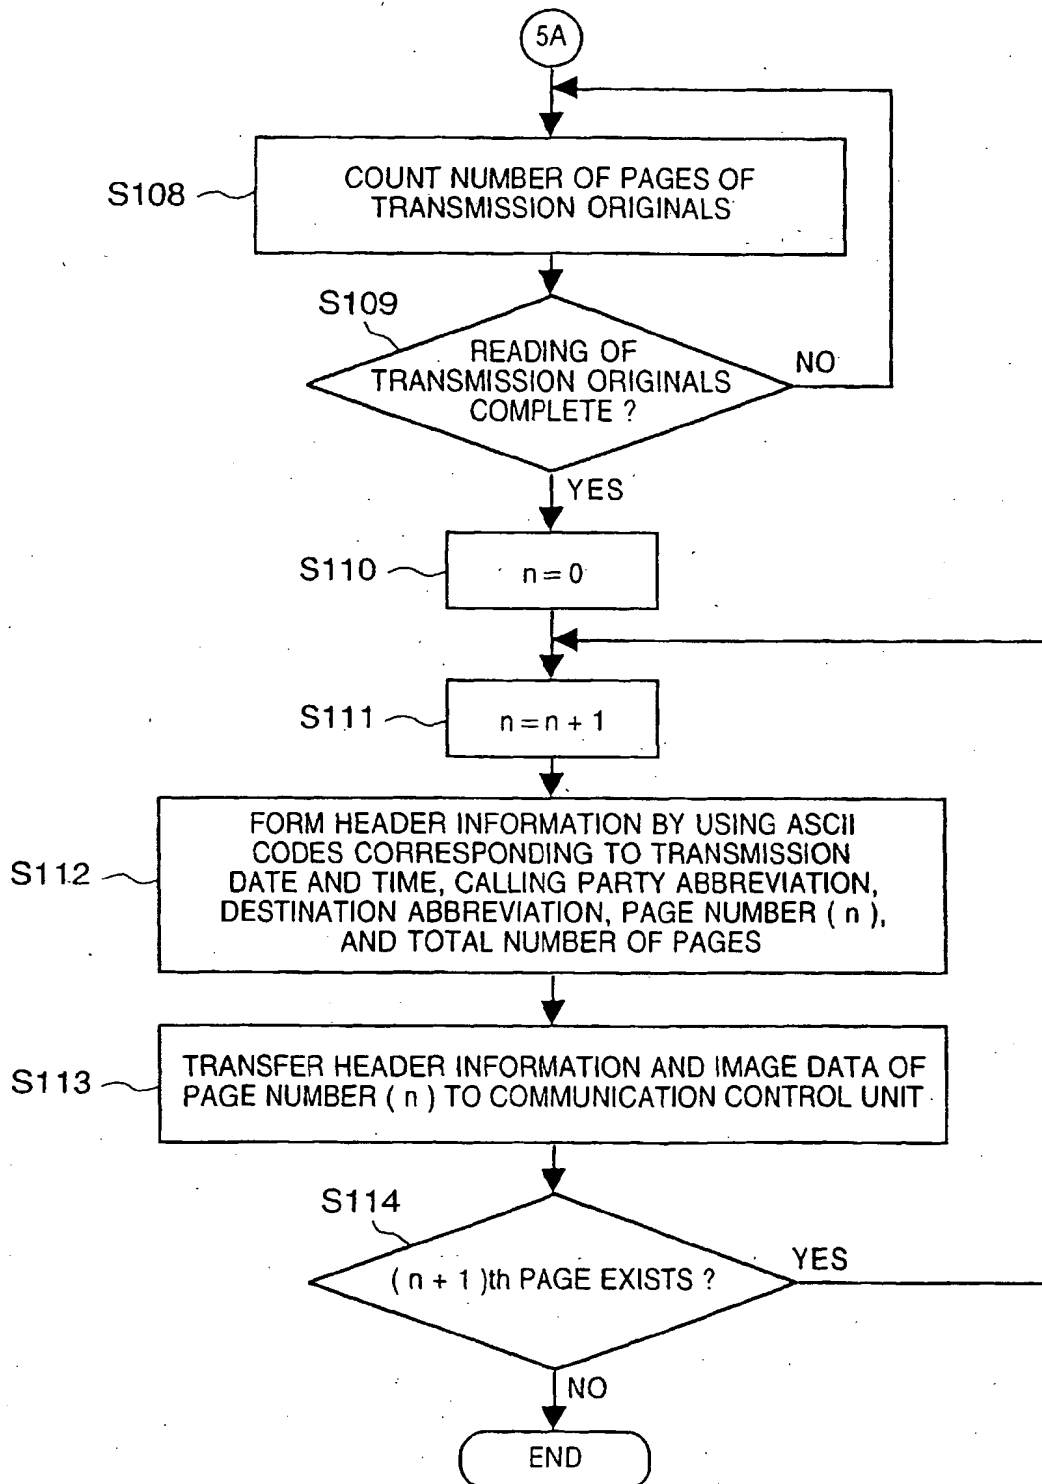 5A
S108
COUNT NUMBER OF PAGES OF
TRANSMISSION ORIGINALS
S109
READING OF
TRANSMISSION ORIGINALS
COMPLETE ?
NO
YES
S110
n = 0
S111
n = n + 1
S112
FORM HEADER INFORMATION BY USING ASCII
CODES CORRESPONDING TO TRANSMISSION
DATE AND TIME, CALLING PARTY ABBREVIATION,
DESTINATION ABBREVIATION, PAGE NUMBER ( n ),
AND TOTAL NUMBER OF PAGES
S113
TRANSFER HEADER INFORMATION AND IMAGE DATA OF
PAGE NUMBER ( n ) TO COMMUNICATION CONTROL UNIT
S114
( n + 1 )th PAGE EXISTS ?
YES
NO
END